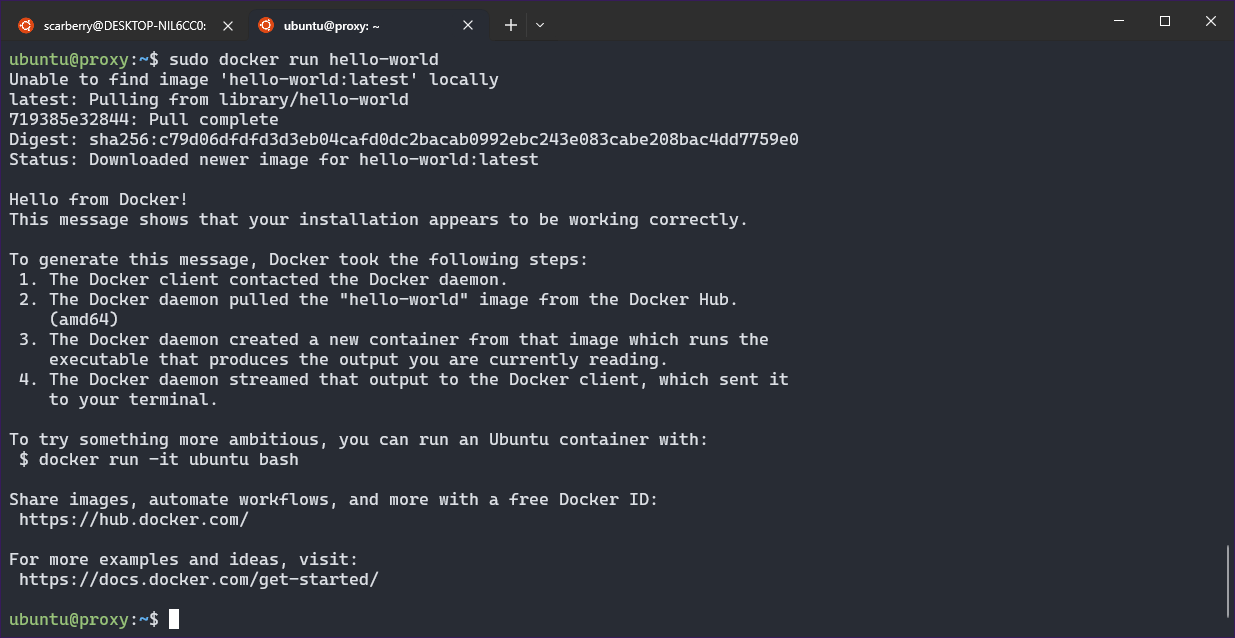 scarberry@DESKTOP-NIL6CC0:
ubuntu@proxy: ~
ubuntu@proxy:~$ sudo docker run hello-world
Unable to find image 'hello-world:latest' locally
latest: Pulling from library/hello-world
719385e32844: Pull complete
Digest: sha256:c79d06dfdfd3d3eb04cafd0dc2bacab0992ebc243e083cabe208bac4dd7759e0
Status: Downloaded newer image for hello-world:latest

Hello from Docker!
This message shows that your installation appears to be working correctly.

To generate this message, Docker took the following steps:
 1. The Docker client contacted the Docker daemon.
 2. The Docker daemon pulled the "hello-world" image from the Docker Hub.
    (amd64)
 3. The Docker daemon created a new container from that image which runs the
    executable that produces the output you are currently reading.
 4. The Docker daemon streamed that output to the Docker client, which sent it
    to your terminal.

To try something more ambitious, you can run an Ubuntu container with:
 $ docker run -it ubuntu bash

Share images, automate workflows, and more with a free Docker ID:
 https://hub.docker.com/

For more examples and ideas, visit:
 https://docs.docker.com/get-started/

ubuntu@proxy:~$